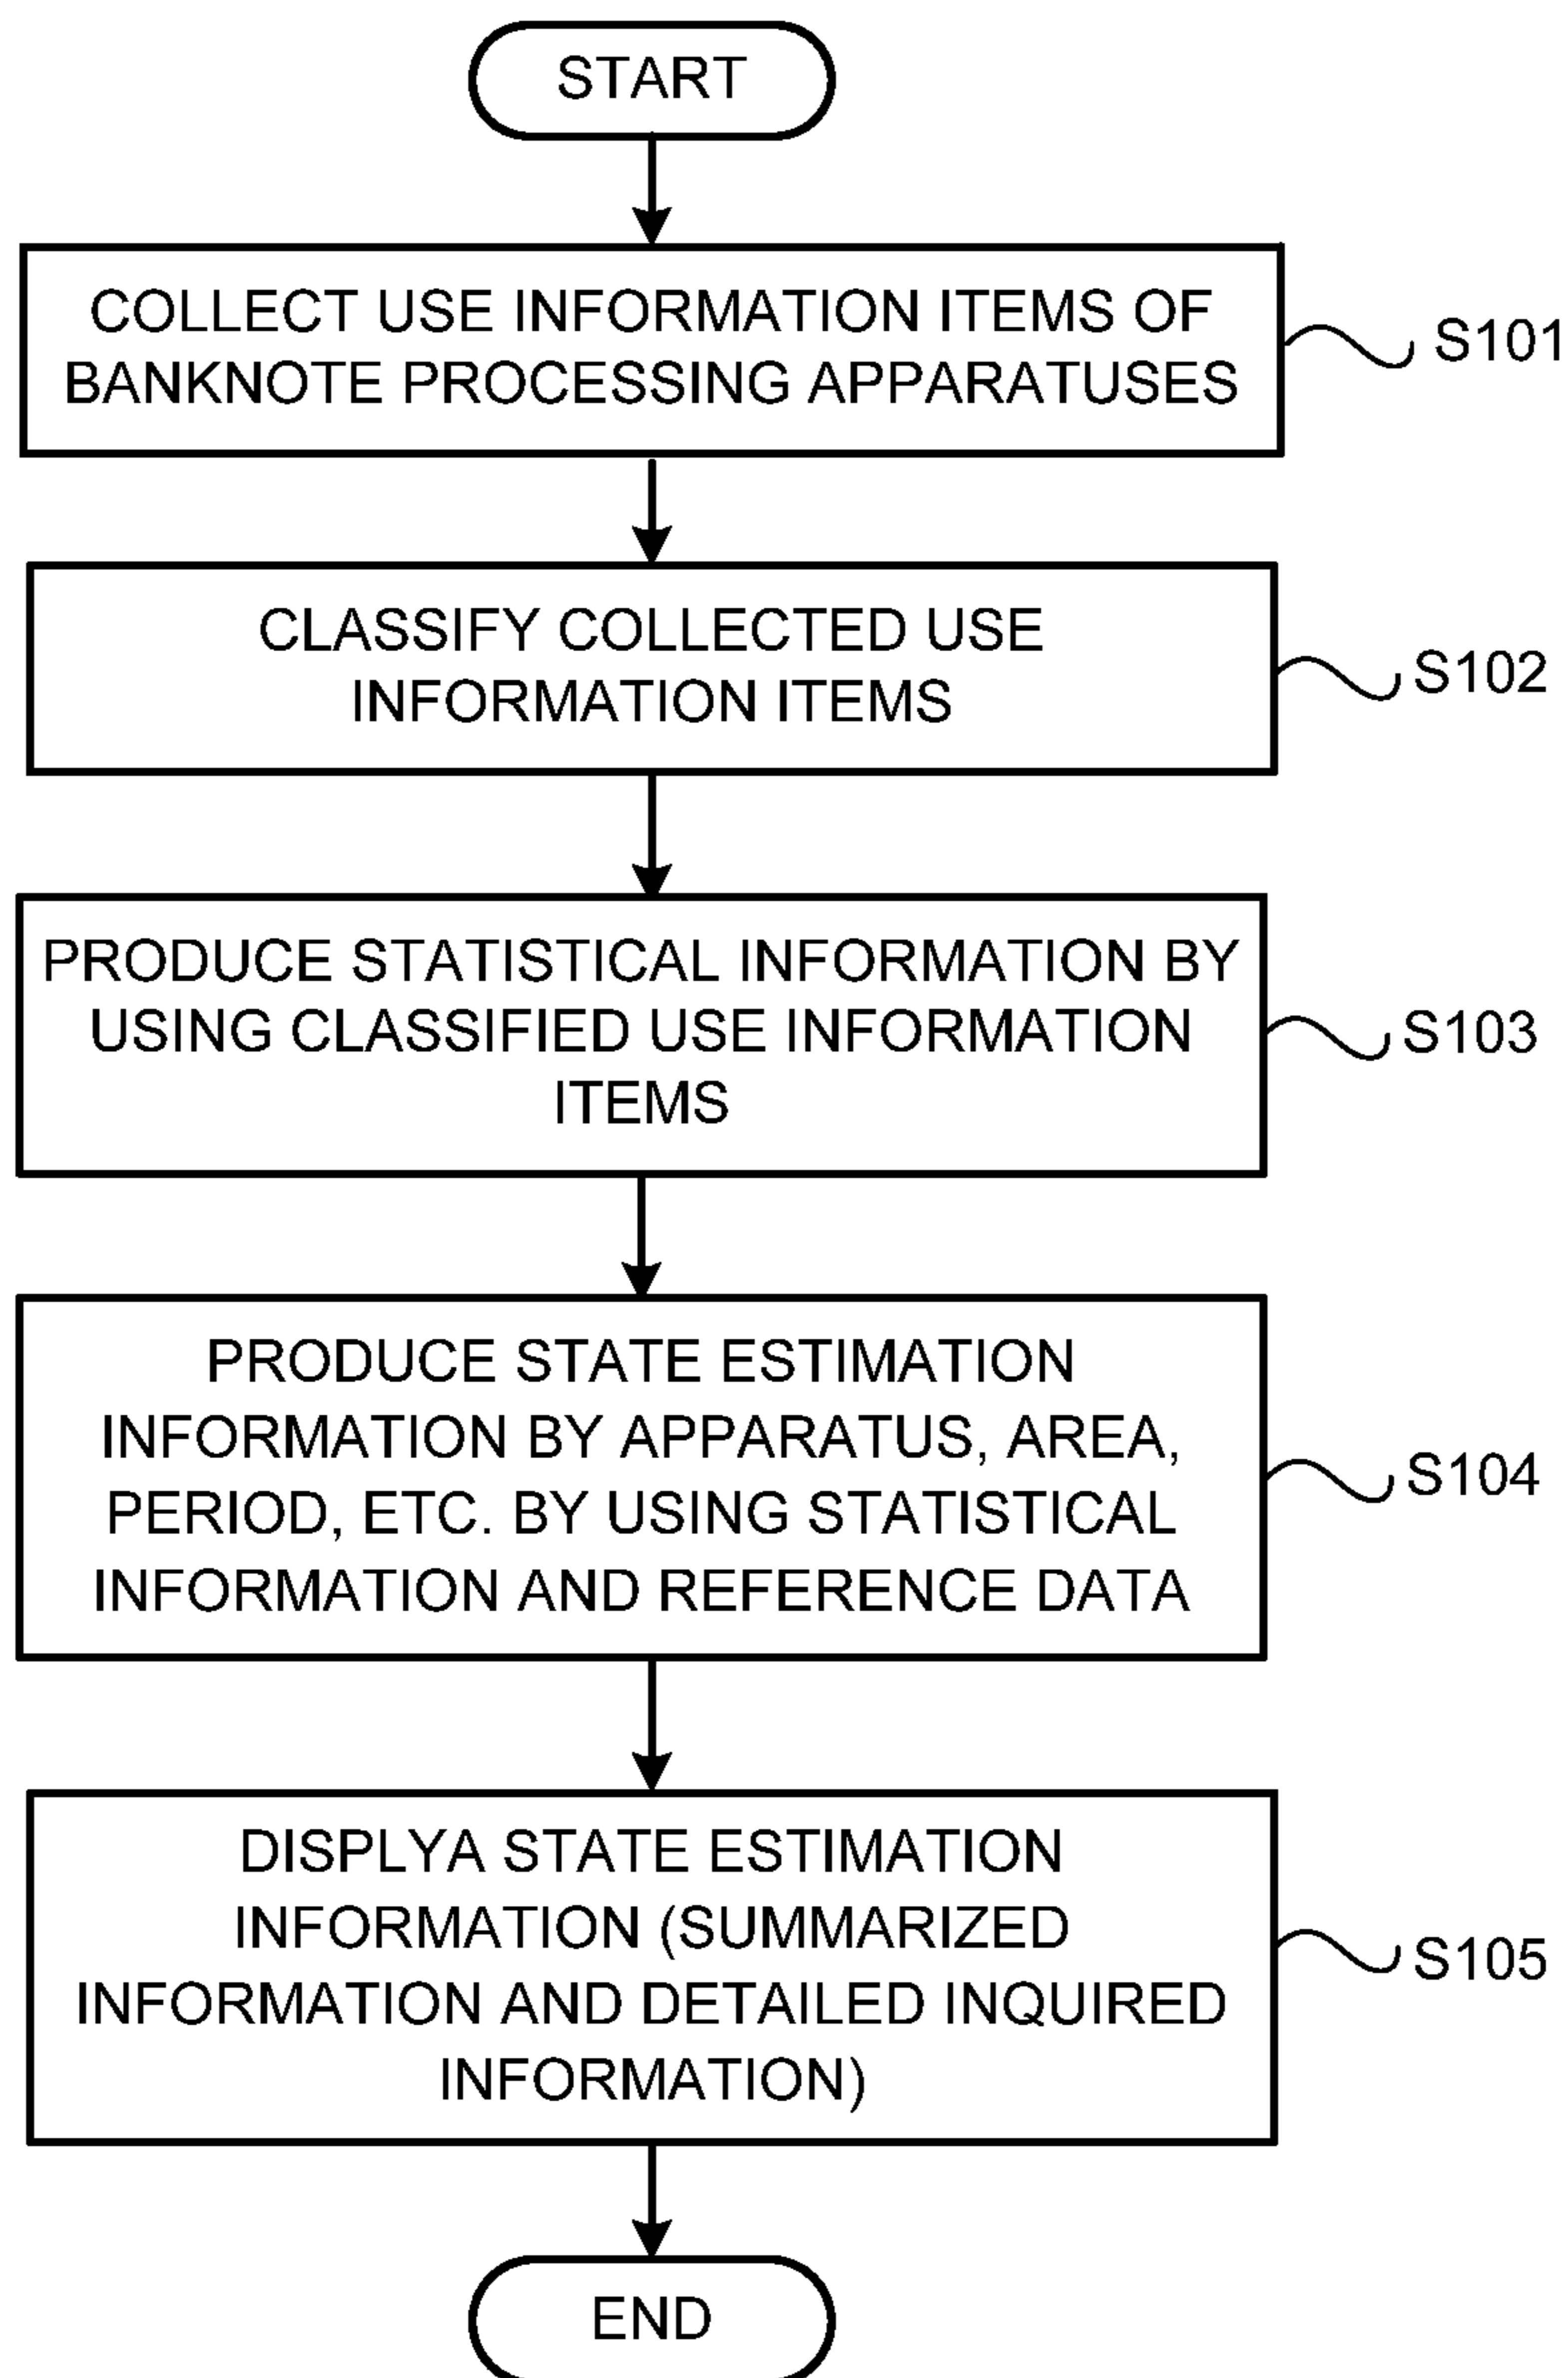 START
COLLECT USE INFORMATION ITEMS OF
BANKNOTE PROCESSING APPARATUSES
S101
CLASSIFY COLLECTED USE
INFORMATION ITEMS
S102
PRODUCE STATISTICAL INFORMATION BY
USING CLASSIFIED USE INFORMATION
ITEMS
S103
PRODUCE STATE ESTIMATION
INFORMATION BY APPARATUS, AREA,
PERIOD, ETC. BY USING STATISTICAL
INFORMATION AND REFERENCE DATA
S104
DISPLYA STATE ESTIMATION
INFORMATION (SUMMARIZED
INFORMATION AND DETAILED INQUIRED
INFORMATION)
S105
END